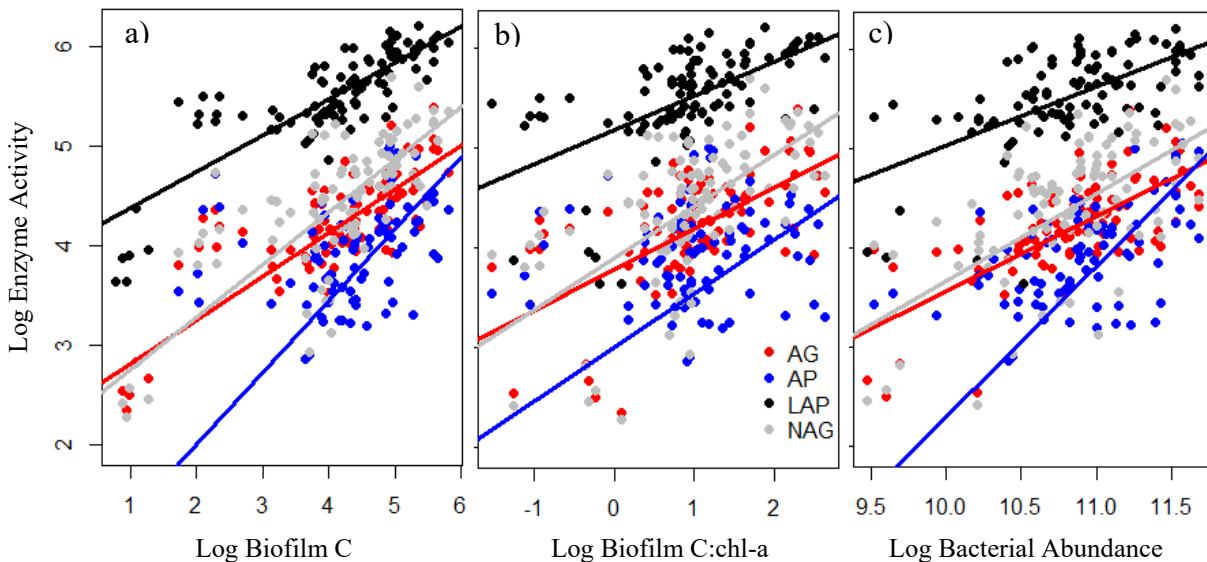 a)
b)
c)
Log Enzyme Activity
6
5
4
3
2
AG
AP
LAP
NAG
1 2 3 4 5 6
-1 0 1 2
9.5 10.0 10.5 11.0 11.5
Log Biofilm C
Log Biofilm C:chl-a
Log Bacterial Abundance